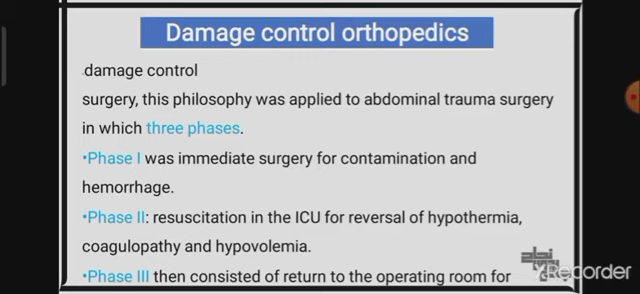 Damage control orthopedics
.damage control
surgery, this philosophy was applied to abdominal trauma surgery
in which three phases.
•Phase I was immediate surgery for contamination and
hemorrhage.
•Phase II: resuscitation in the ICU for reversal of hypothermia,
coagulopathy and hypovolemia.
•Phase III then consisted of return to the operating room for
XRecorder